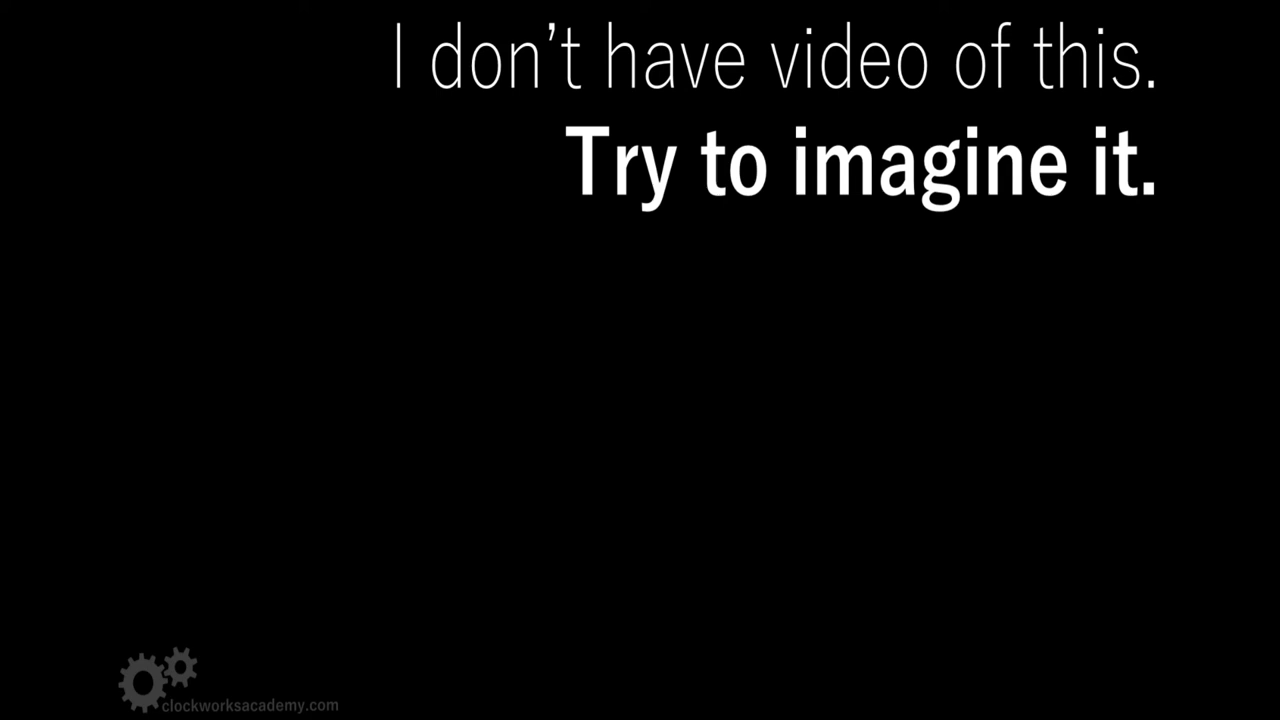 I don’t have video of this.
Try to imagine it.
clockworksacademy.com